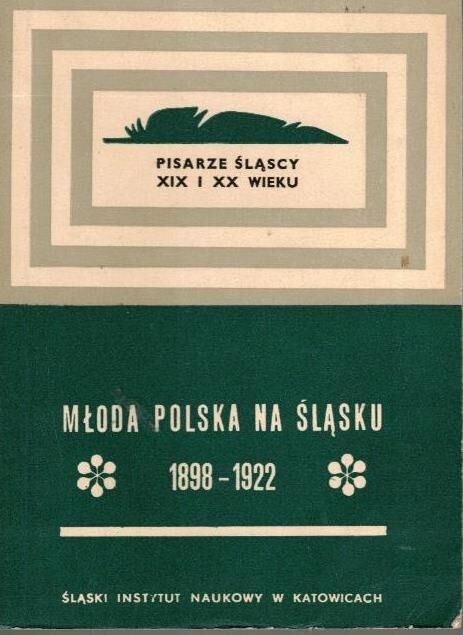 PISARZE ŚLĄSCY
XIX I XX WIEKU
MŁODA POLSKA NA ŚLĄSKU
1898-1922
ŚLĄSKI INSTYTUT NAUKOWY W KATOWICACH